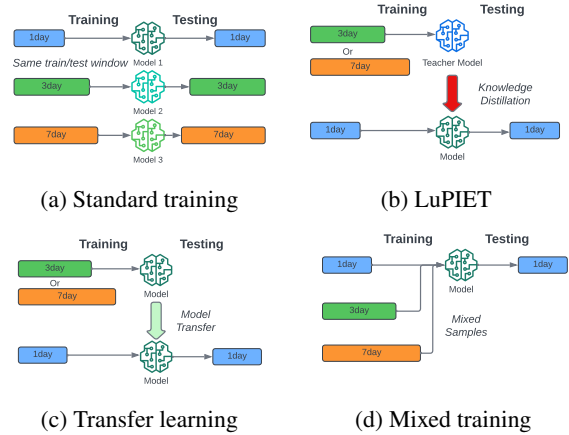 Training Testing
1day 1day
Model 1
Same train/test window
3day 3day
Model 2
7day 7day
Model 3
(a) Standard training
Training Testing
3day
Or
7day
Teacher Model
Knowledge
Distillation
1day 1day
Model
(b) LuPIET
Training Testing
3day
Or
7day
Model
Model
Transfer
1day 1day
Model
(c) Transfer learning
Training Testing
1day 1day
Model
3day
Mixed
Samples
7day
(d) Mixed training